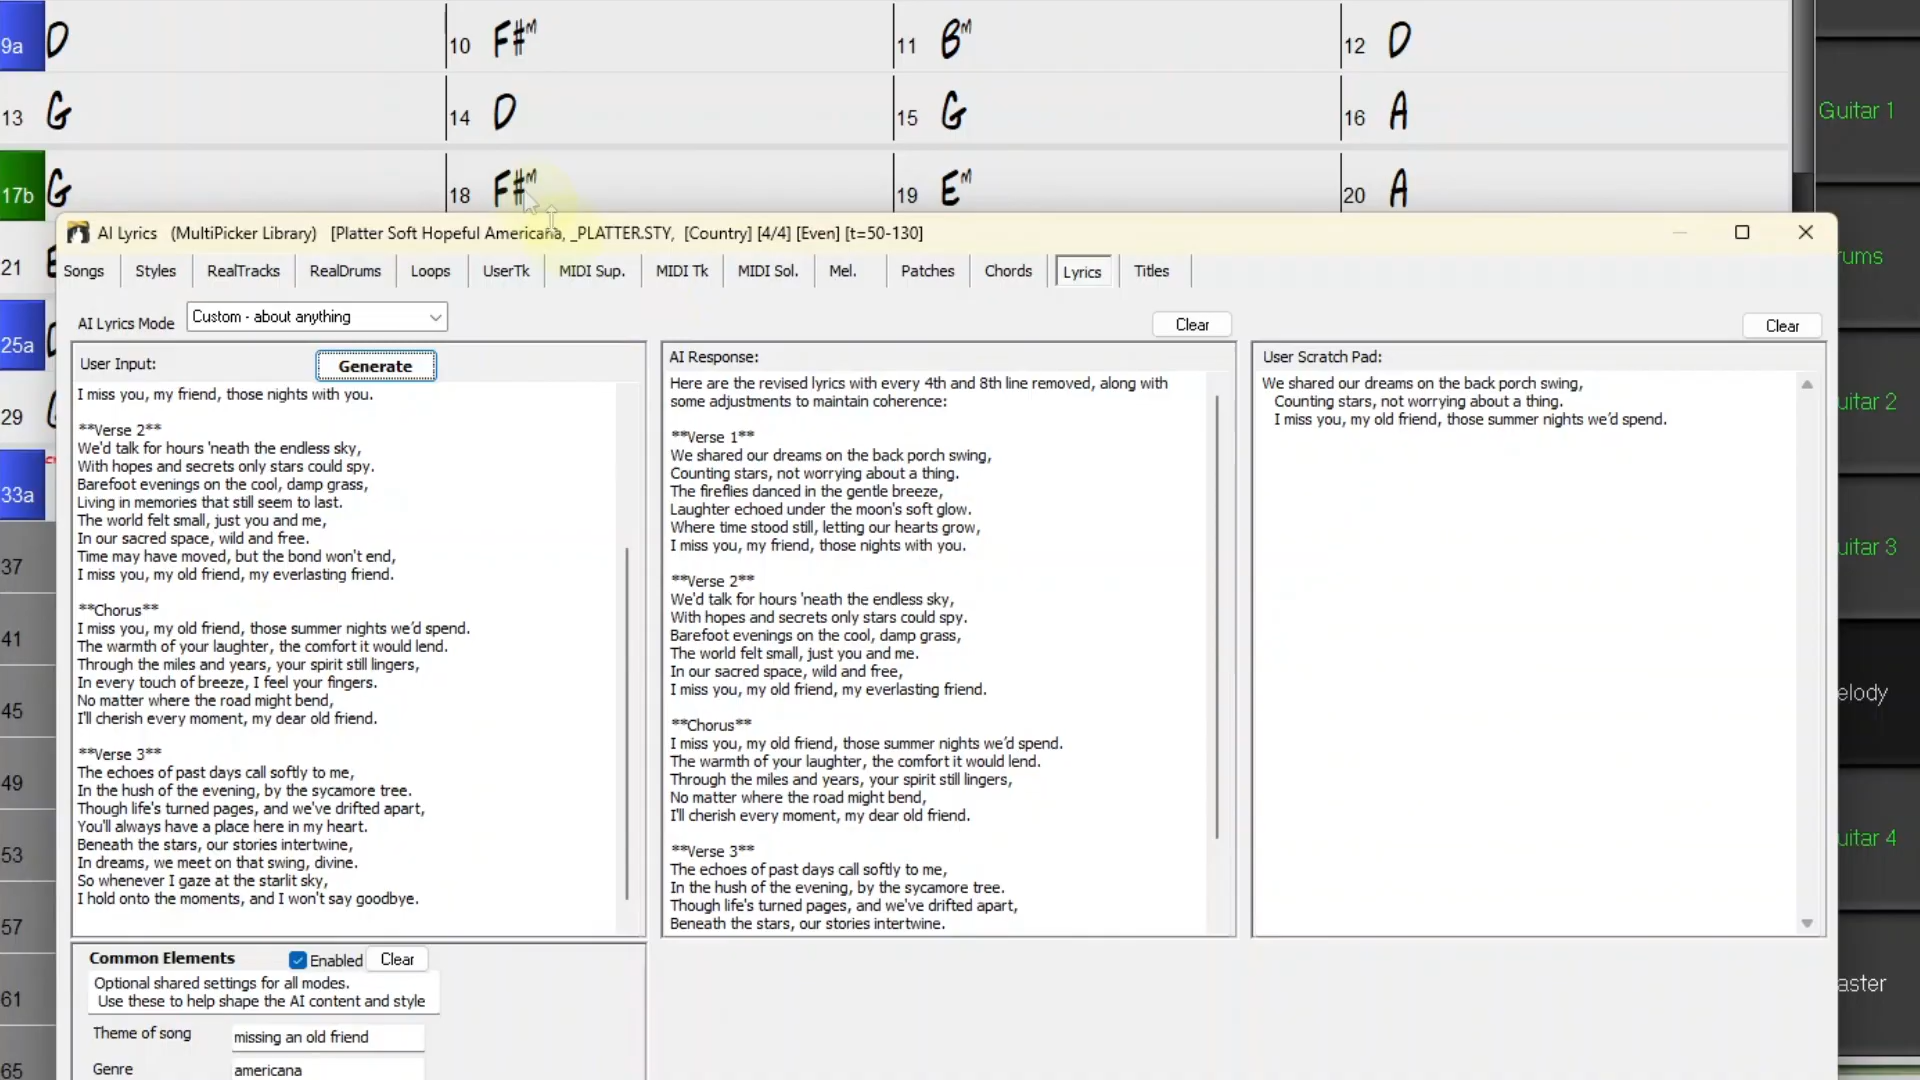 9a D 10 F#m 11 Bm 12 D
13 G 14 D 15 G 16 A
17b G 18 F#m 19 Em 20 A
Guitar 1
AI Lyrics (MultiPicker Library) [Platter Soft Hopeful Americana, _PLATTER.STY, [Country] [4/4] [Even] [t=50-130]
Songs Styles RealTracks RealDrums Loops UserTk MIDI Sup. MIDI Tk MIDI Sol. Mel. Patches Chords Lyrics Titles
AI Lyrics Mode Custom - about anything Clear Clear
User Input: Generate
I miss you, my friend, those nights with you.
**Verse 2**
We'd talk for hours 'neath the endless sky,
With hopes and secrets only stars could spy.
Barefoot evenings on the cool, damp grass,
Living in memories that still seem to last.
The world felt small, just you and me,
In our sacred space, wild and free.
Time may have moved, but the bond won't end,
I miss you, my old friend, my everlasting friend.
**Chorus**
I miss you, my old friend, those summer nights we’d spend.
The warmth of your laughter, the comfort it would lend.
Through the miles and years, your spirit still lingers,
In every touch of breeze, I feel your fingers.
No matter where the road might bend,
I'll cherish every moment, my dear old friend.
**Verse 3**
The echoes of past days call softly to me,
In the hush of the evening, by the sycamore tree.
Though life's turned pages, and we've drifted apart,
You'll always have a place here in my heart.
Beneath the stars, our stories intertwine,
In dreams, we meet on that swing, divine.
So whenever I gaze at the starlit sky,
I hold onto the moments, and I won't say goodbye.
AI Response:
Here are the revised lyrics with every 4th and 8th line removed, along with
some adjustments to maintain coherence:
**Verse 1**
We shared our dreams on the back porch swing,
Counting stars, not worrying about a thing.
The fireflies danced in the gentle breeze,
Laughter echoed under the moon's soft glow.
Where time stood still, letting our hearts grow,
I miss you, my friend, those nights with you.
**Verse 2**
We'd talk for hours 'neath the endless sky,
With hopes and secrets only stars could spy.
Barefoot evenings on the cool, damp grass,
The world felt small, just you and me.
In our sacred space, wild and free,
I miss you, my old friend, my everlasting friend.
**Chorus**
I miss you, my old friend, those summer nights we’d spend.
The warmth of your laughter, the comfort it would lend.
Through the miles and years, your spirit still lingers,
No matter where the road might bend,
I'll cherish every moment, my dear old friend.
**Verse 3**
The echoes of past days call softly to me,
In the hush of the evening, by the sycamore tree.
Though life's turned pages, and we've drifted apart,
Beneath the stars, our stories intertwine.
User Scratch Pad:
We shared our dreams on the back porch swing,
Counting stars, not worrying about a thing.
I miss you, my old friend, those summer nights we’d spend.
Common Elements Enabled Clear
Optional shared settings for all modes.
Use these to help shape the AI content and style
Theme of song missing an old friend
Genre americana
21
25a
29
33a
37
41
45
49
53
57
61
65
rums
uitar 2
uitar 3
elody
uitar 4
aster